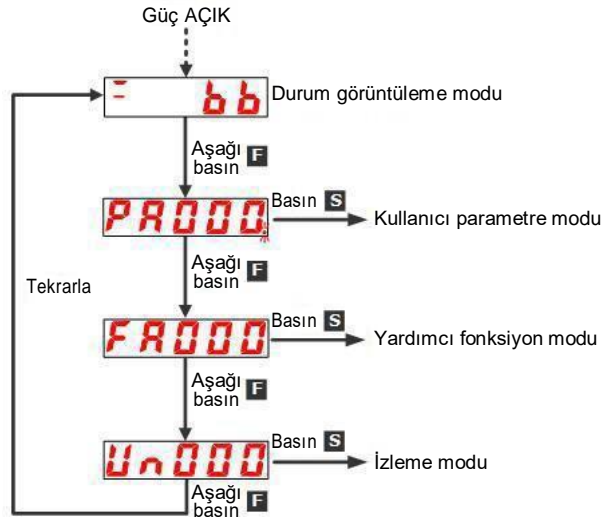 Güç AÇIK
bb
Durum görüntüleme modu
Aşağı
basın F
PA000
Basın S
Kullanıcı parametre modu
Aşağı
basın F
Tekrarla
FA000
Basın S
Yardımcı fonksiyon modu
Aşağı
basın F
Un000
Basın S
İzleme modu
Aşağı
basın F